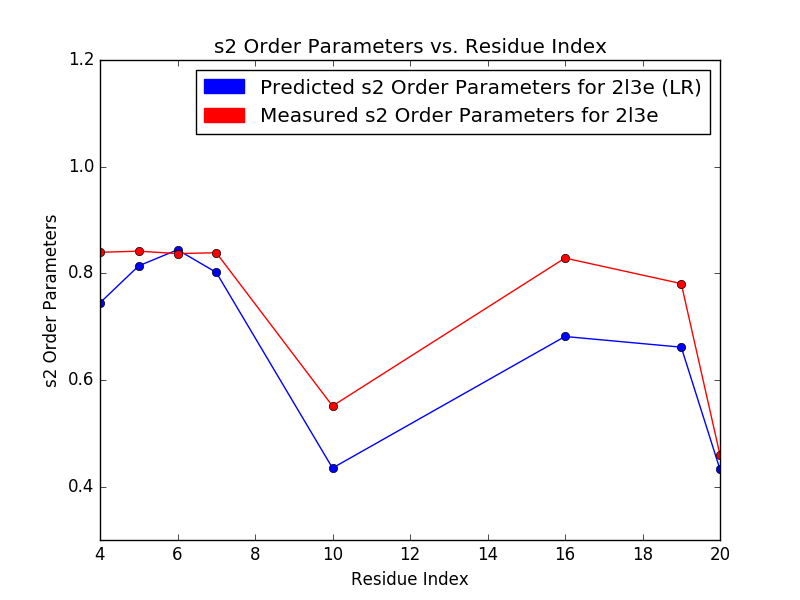 s2 Order Parameters vs. Residue Index
Predicted s2 Order Parameters for 2l3e (LR)
Measured s2 Order Parameters for 2l3e
s2 Order Parameters
1.2
1.0
0.8
0.6
0.4
4 6 8 10 12 14 16 18 20
Residue Index